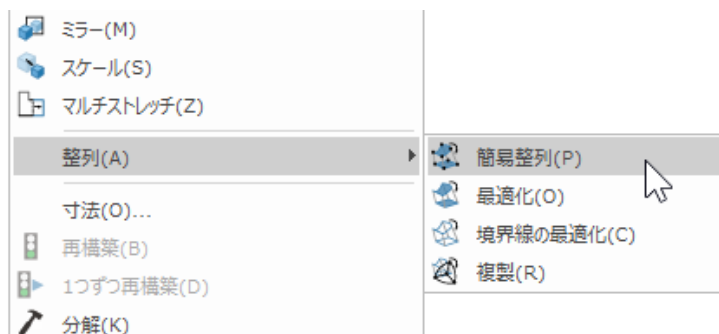 ミラー(M)
スケール(S)
マルチストレッチ(Z)
整列(A)
簡易整列(P)
最適化(O)
境界線の最適化(C)
複製(R)
寸法(O)...
再構築(B)
1つずつ再構築(D)
分解(K)